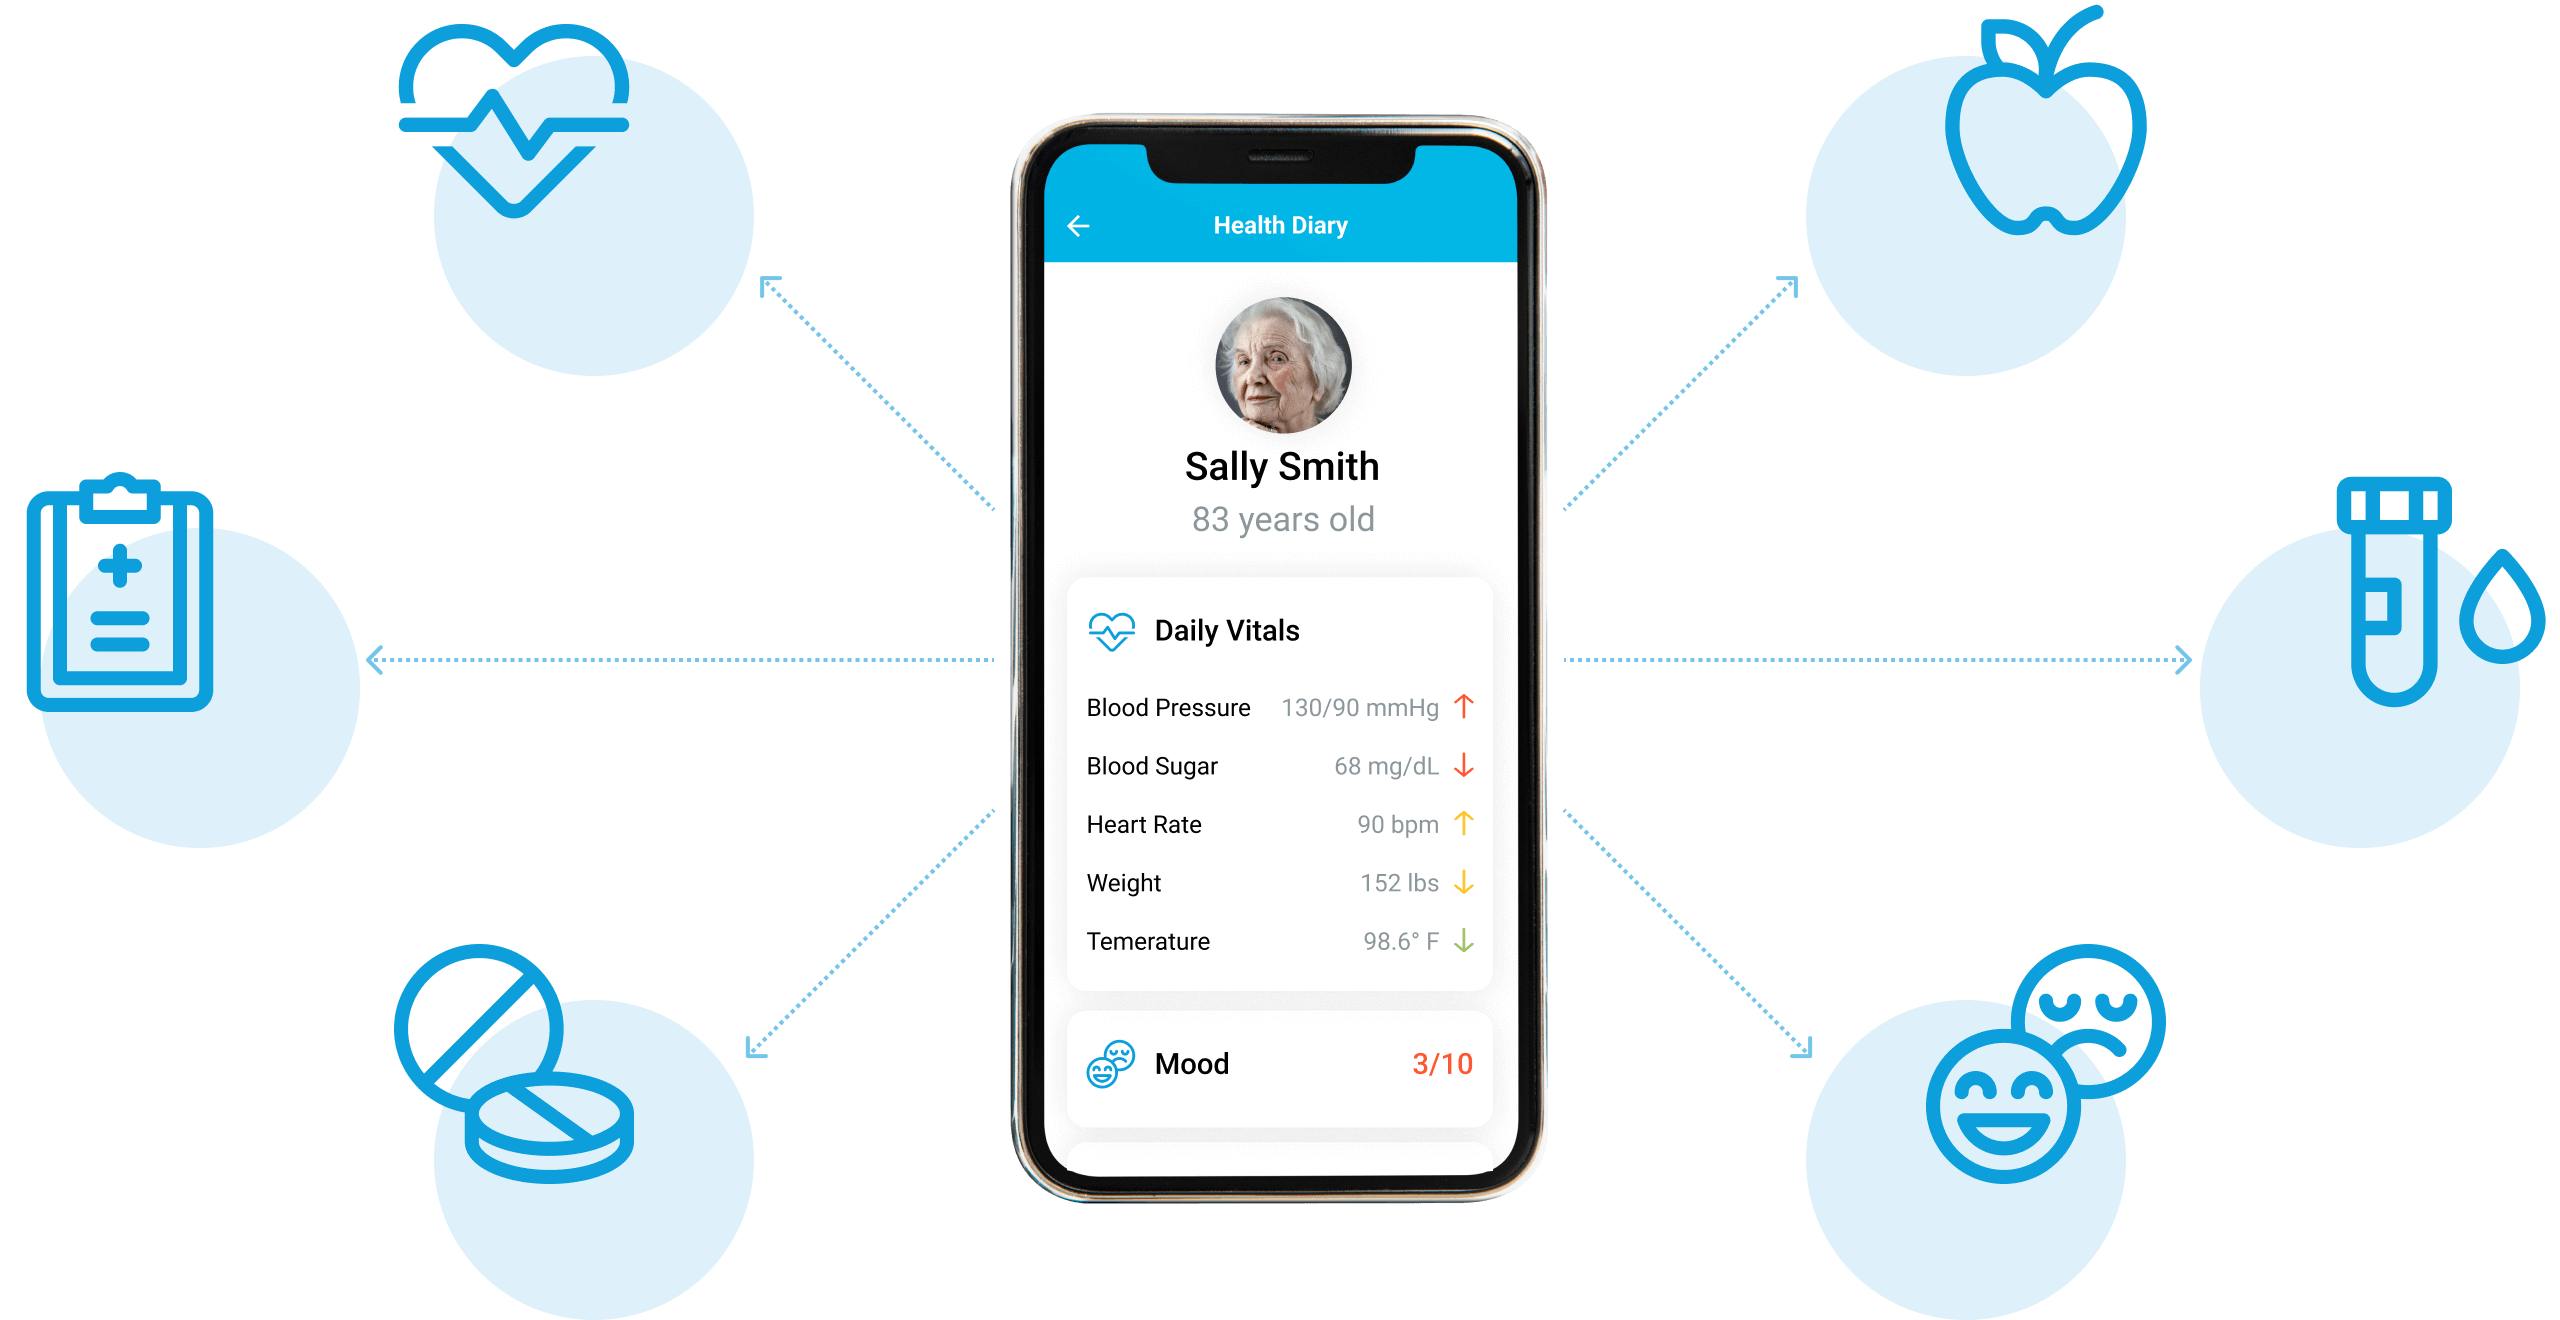 Health Diary
Sally Smith
83 years old
Daily Vitals
Blood Pressure 130/90 mmHg
Blood Sugar 68 mg/dL
Heart Rate 90 bpm
Weight 152 lbs
Temerature 98.6° F
Mood 3/10